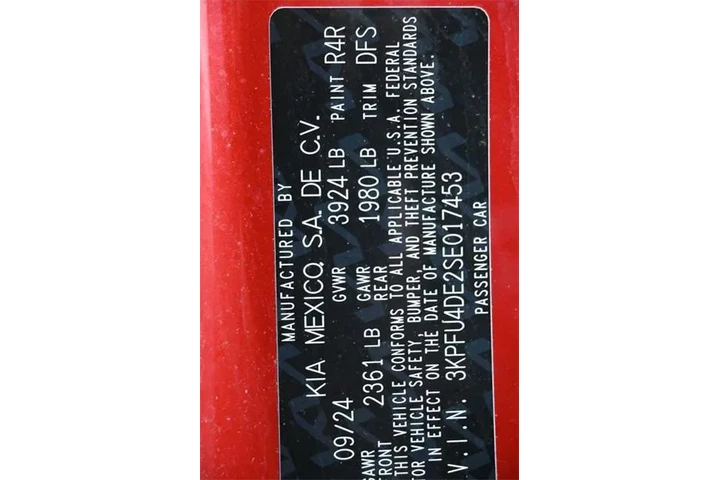 MANUFACTURED BY
KIA MEXICO, S.A. DE C.V.
09/24 GVWR 3924 LB PAINT R4R
GAWR FRONT 2361 LB GAWR REAR 1980 LB TRIM DFS
THIS VEHICLE CONFORMS TO ALL APPLICABLE U.S.A. FEDERAL
TOR VEHICLE SAFETY, BUMPER, AND THEFT PREVENTION STANDARDS
IN EFFECT ON THE DATE OF MANUFACTURE SHOWN ABOVE.
V.I.N. 3KPFU4DE2SE017453
PASSENGER CAR